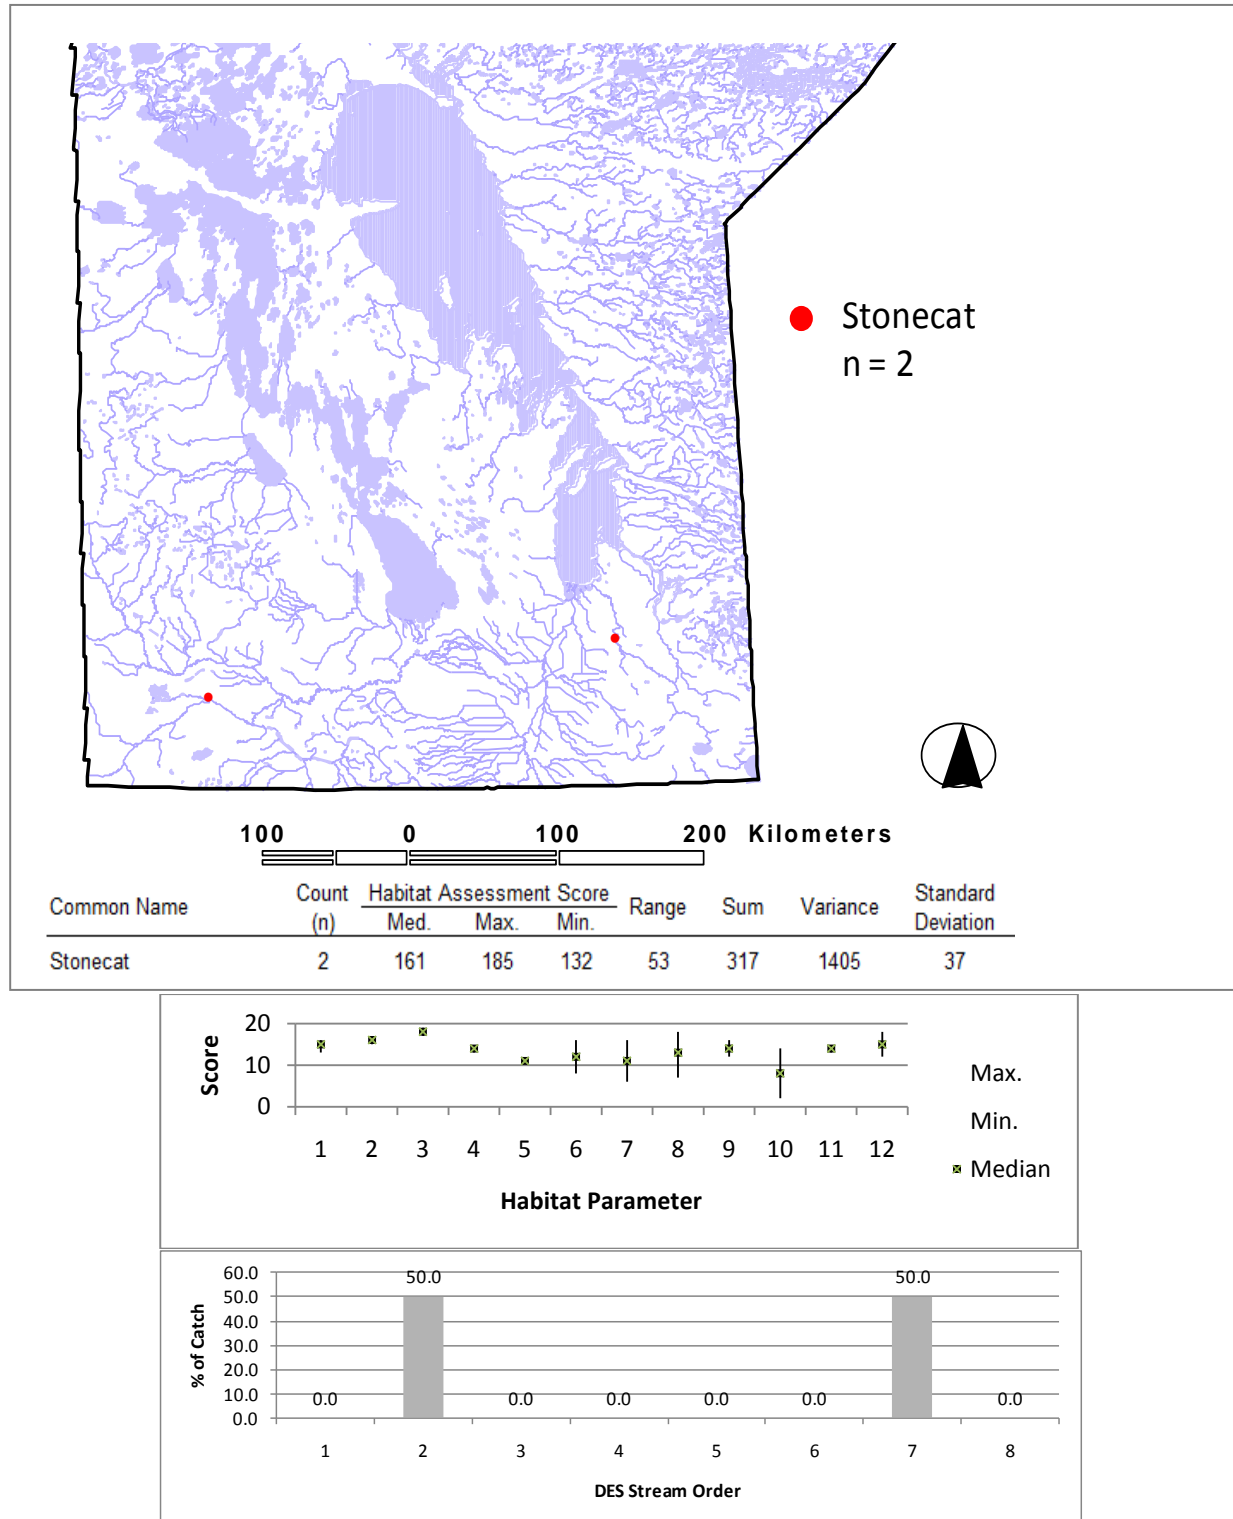 Stonecat
n = 2
100 0 100 200 Kilometers
Common Name Count (n) Habitat Assessment Score Med. Max. Min. Range Sum Variance Standard Deviation
Stonecat 2 161 185 132 53 317 1405 37
20
10
0
Score
1 2 3 4 5 6 7 8 9 10 11 12
Habitat Parameter
Max.
Min.
Median
60.0
50.0
40.0
30.0
20.0
10.0
0.0
% of Catch
0.0 50.0 0.0 0.0 0.0 0.0 50.0 0.0
1 2 3 4 5 6 7 8
DES Stream Order